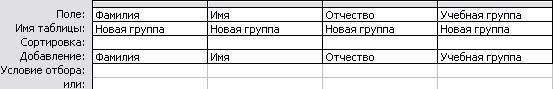 Поле: Фамилия Имя Отчество Учебная группа
Имя таблицы: Новая группа Новая группа Новая группа Новая группа
Сортировка:
Добавление: Фамилия Имя Отчество Учебная группа
Условие отбора:
или: